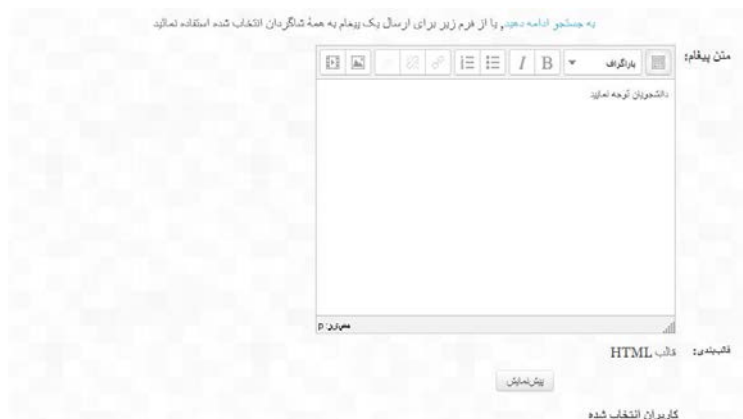 به جستجو ادامه دهید, یا از فرم زیر برای ارسال یک پیغام به همهٔ شاگردان انتخاب شده استفاده نمائید
متن پیغام:
پاراگراف B I
دانشجویان توجه نمایید
مسیر: p
قالب‌بندی: قالب HTML
پیش‌نمایش
کاربران انتخاب شده